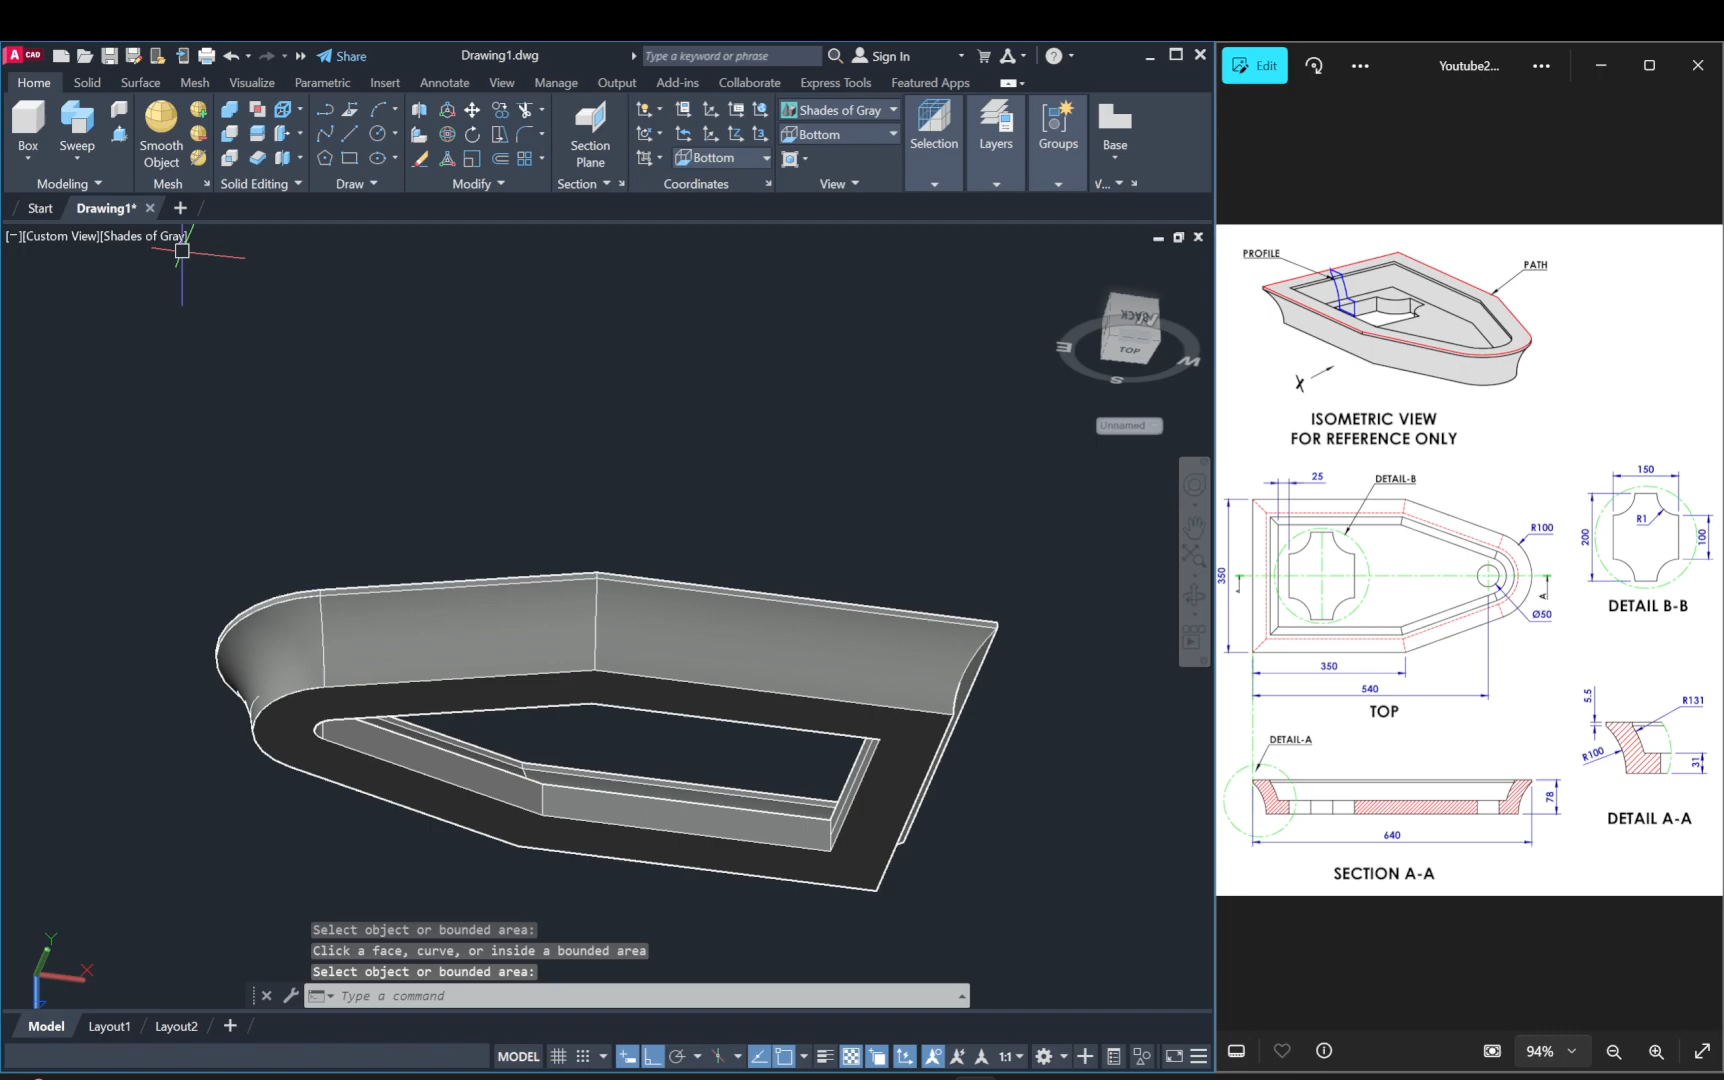 A CAD
Share
Drawing1.dwg
Type a keyword or phrase
Sign In
Edit
Youtube2...
Home
Solid
Surface
Mesh
Visualize
Parametric
Insert
Annotate
View
Manage
Output
Add-ins
Collaborate
Express Tools
Featured Apps
Box
Sweep
Smooth
Object
Section
Plane
Shades of Gray
Bottom
Bottom
Selection
Layers
Groups
Base
Modeling
Mesh
Solid Editing
Draw
Modify
Section
Coordinates
View
V...
Start
Drawing1*
[−][Custom View][Shades of Gray]
BACK
TOP
E
W
S
Unnamed
PROFILE
PATH
X
ISOMETRIC VIEW
FOR REFERENCE ONLY
25
DETAIL-B
R100
350
A
Ø50
350
540
TOP
150
200
R1
100
DETAIL B-B
DETAIL-A
78
640
SECTION A-A
5.5
R131
R100
31
DETAIL A-A
Select object or bounded area:
Click a face, curve, or inside a bounded area
Select object or bounded area:
Type a command
Y
X
Z
Model
Layout1
Layout2
MODEL
1:1
94%